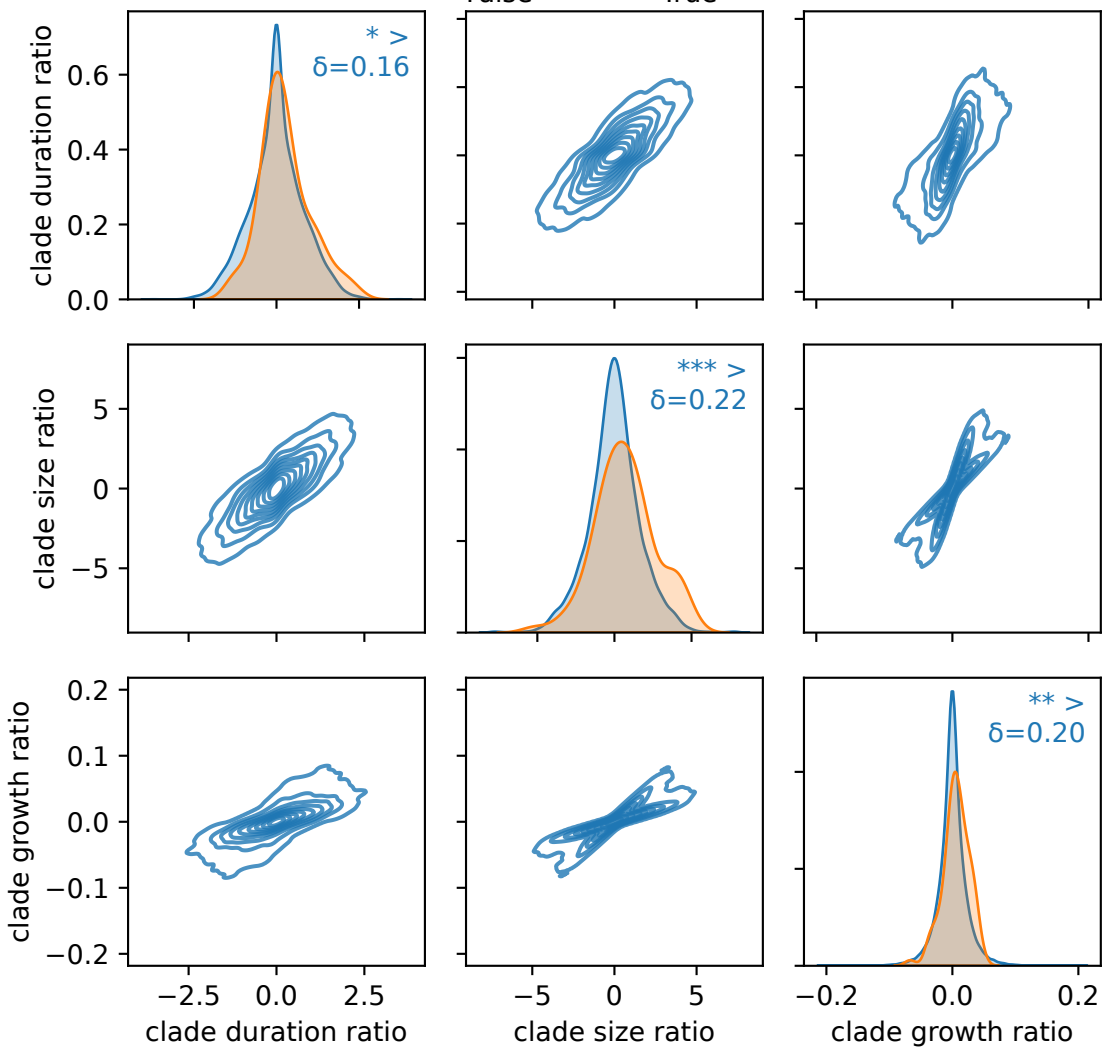 True
clade duration ratio
0.6
0.4
0.2
0.0
* >
δ=0.16
clade size ratio
5
0
−5
*** >
δ=0.22
clade growth ratio
0.2
0.1
0.0
−0.1
−0.2
** >
δ=0.20
−2.5 0.0 2.5
−5 0 5
−0.2 0.0 0.2
clade duration ratio
clade size ratio
clade growth ratio